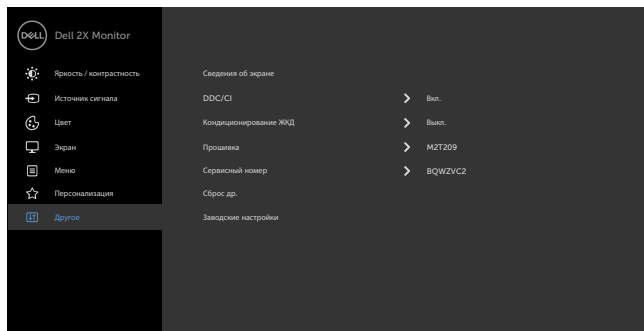 DELL Dell 2X Monitor
Яркость / контрастность Сведения об экране
Источник сигнала DDC/CI Вкл.
Цвет Кондиционирование ЖКД Выкл.
Экран Прошивка M2T209
Меню Сервисный номер BQWZVC2
Персонализация Сброс др.
Другое Заводские настройки